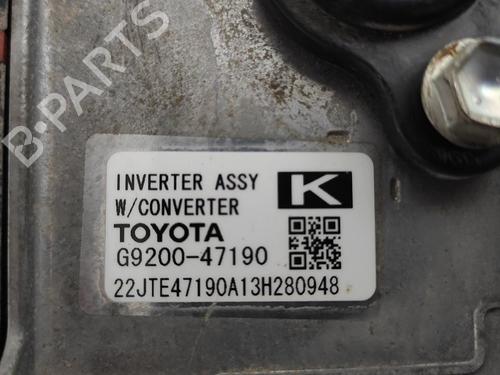 B-PARTS
INVERTER ASSY
W/CONVERTER
K
TOYOTA
G9200-47190
22JTE47190A13H280948